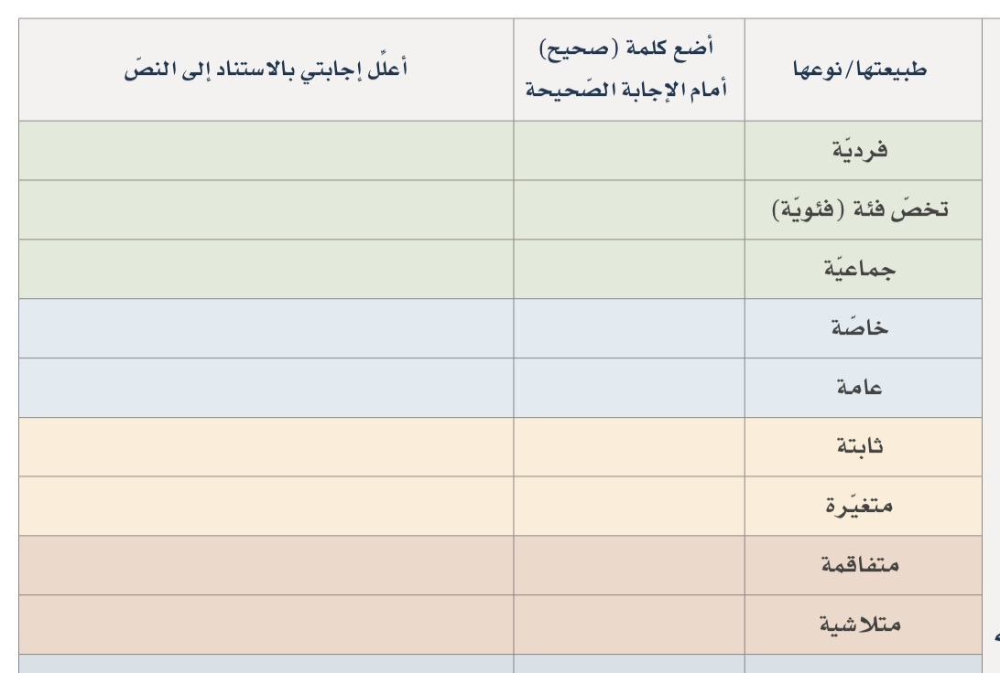 طبيعتها/نوعها
أضع كلمة (صحيح)
أمام الإجابة الصّحيحة
أعلِّل إجابتي بالاستناد إلى النصّ
فرديّة
تخصّ فئة (فئويّة)
جماعيّة
خاصّة
عامة
ثابتة
متغيّرة
متفاقمة
متلاشية